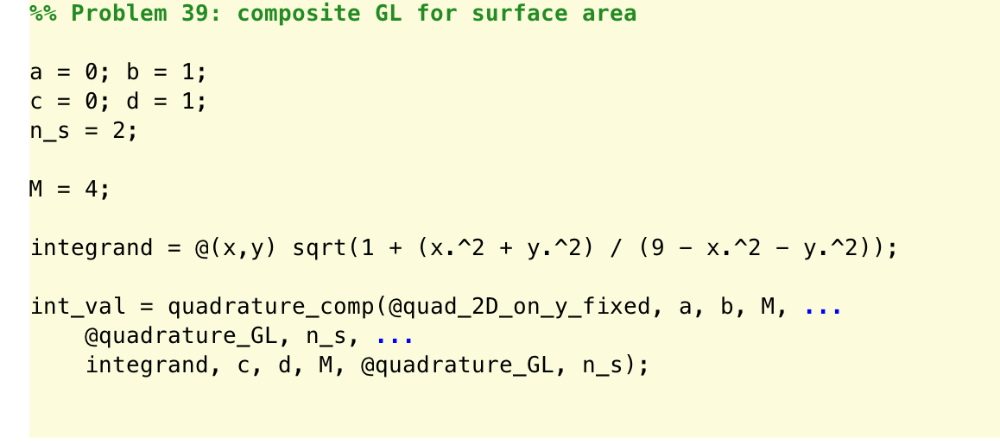 %% Problem 39: composite GL for surface area
a = 0; b = 1;
c = 0; d = 1;
n_s = 2;
M = 4;
integrand = @(x,y) sqrt(1 + (x.^2 + y.^2) / (9 - x.^2 - y.^2));
int_val = quadrature_comp(@quad_2D_on_y_fixed, a, b, M, ...
@quadrature_GL, n_s, ...
integrand, c, d, M, @quadrature_GL, n_s);